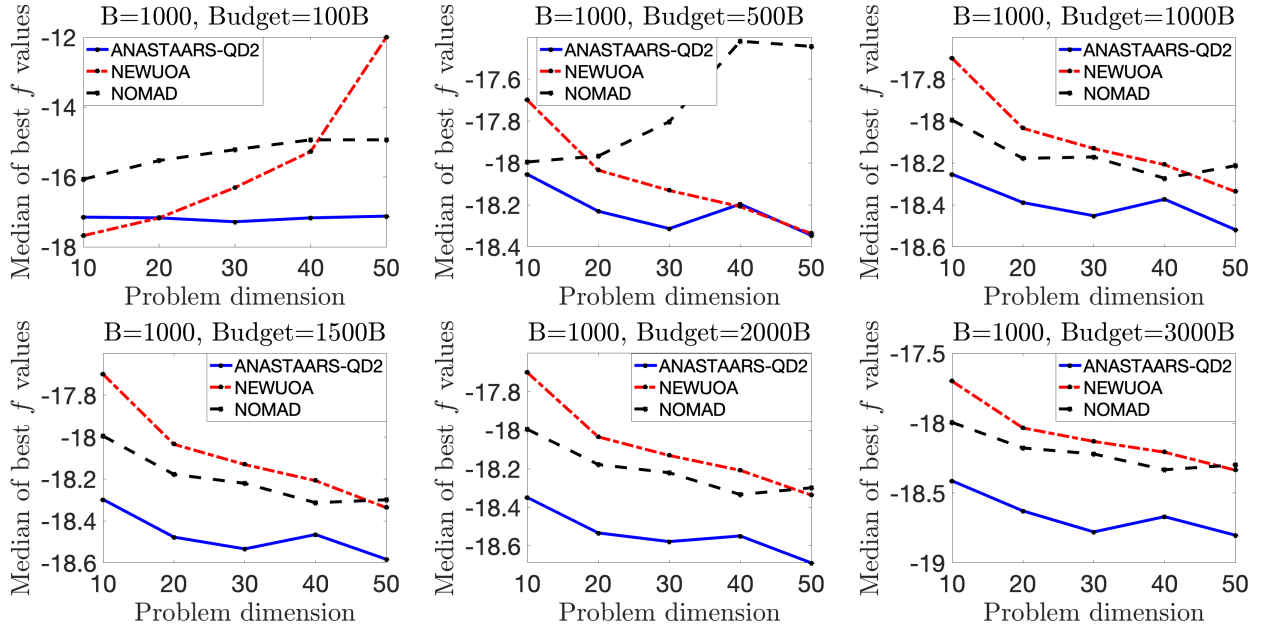 B=1000, Budget=100B
Median of best f values
-12
-14
-16
-18
ANASTAARS-QD2
NEWUOA
NOMAD
10 20 30 40 50
Problem dimension
B=1000, Budget=500B
Median of best f values
-17.6
-17.8
-18
-18.2
-18.4
ANASTAARS-QD2
NEWUOA
NOMAD
10 20 30 40 50
Problem dimension
B=1000, Budget=1000B
Median of best f values
-17.8
-18
-18.2
-18.4
-18.6
ANASTAARS-QD2
NEWUOA
NOMAD
10 20 30 40 50
Problem dimension
B=1000, Budget=1500B
Median of best f values
-17.8
-18
-18.2
-18.4
-18.6
ANASTAARS-QD2
NEWUOA
NOMAD
10 20 30 40 50
Problem dimension
B=1000, Budget=2000B
Median of best f values
-17.8
-18
-18.2
-18.4
-18.6
ANASTAARS-QD2
NEWUOA
NOMAD
10 20 30 40 50
Problem dimension
B=1000, Budget=3000B
Median of best f values
-17.5
-18
-18.5
-19
ANASTAARS-QD2
NEWUOA
NOMAD
10 20 30 40 50
Problem dimension